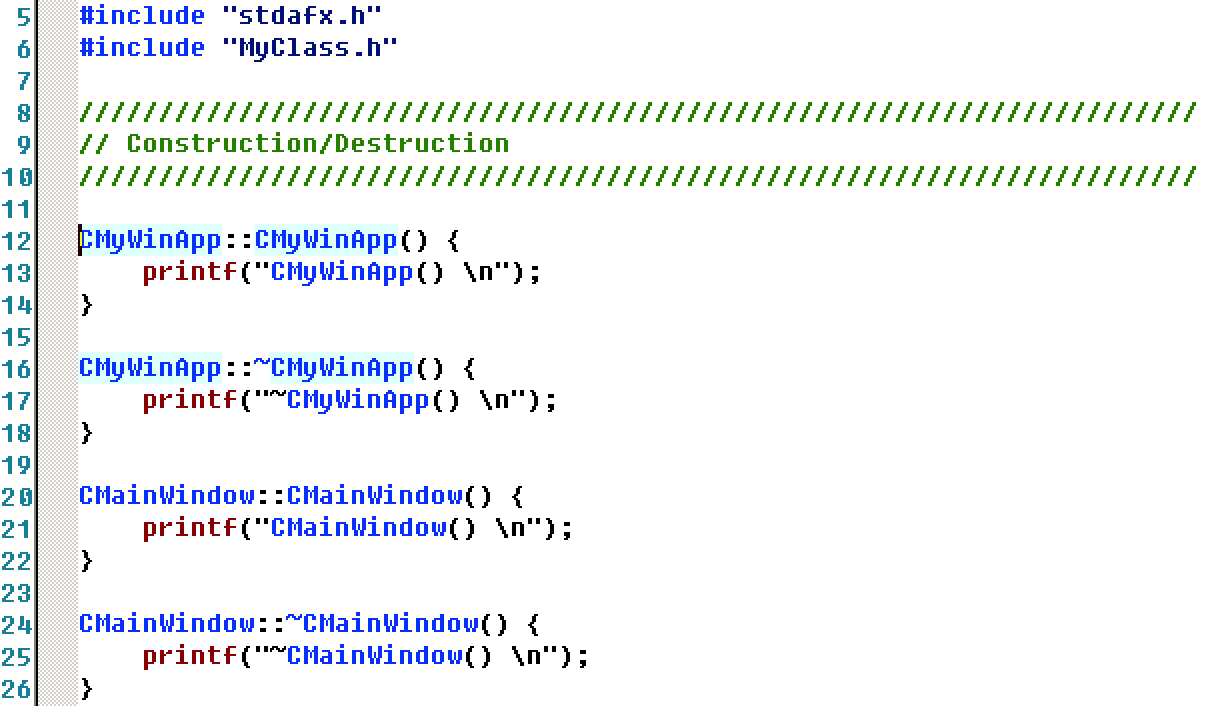 5 #include "stdafx.h"
6 #include "MyClass.h"
7
8 //////////////////////////////////////////////////////////////////////
9 // Construction/Destruction
10 //////////////////////////////////////////////////////////////////////
11
12 CMyWinApp::CMyWinApp() {
13     printf("CMyWinApp() \n");
14 }
15
16 CMyWinApp::~CMyWinApp() {
17     printf("~CMyWinApp() \n");
18 }
19
20 CMainWindow::CMainWindow() {
21     printf("CMainWindow() \n");
22 }
23
24 CMainWindow::~CMainWindow() {
25     printf("~CMainWindow() \n");
26 }